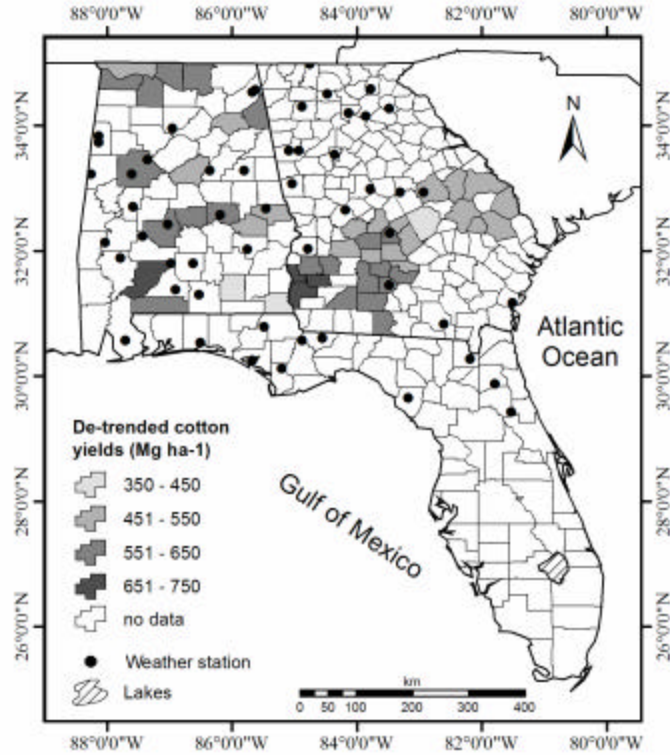 88°0'0"W 86°0'0"W 84°0'0"W 82°0'0"W 80°0'0"W
34°0'0"N
32°0'0"N
30°0'0"N
28°0'0"N
26°0'0"N
N
34°0'0"N
32°0'0"N
30°0'0"N
28°0'0"N
26°0'0"N
Atlantic
Ocean
Gulf of Mexico
De-trended cotton
yields (Mg ha-1)
350 - 450
451 - 550
551 - 650
651 - 750
no data
Weather station
Lakes
km
0 50 100 200 300 400
88°0'0"W 86°0'0"W 84°0'0"W 82°0'0"W 80°0'0"W